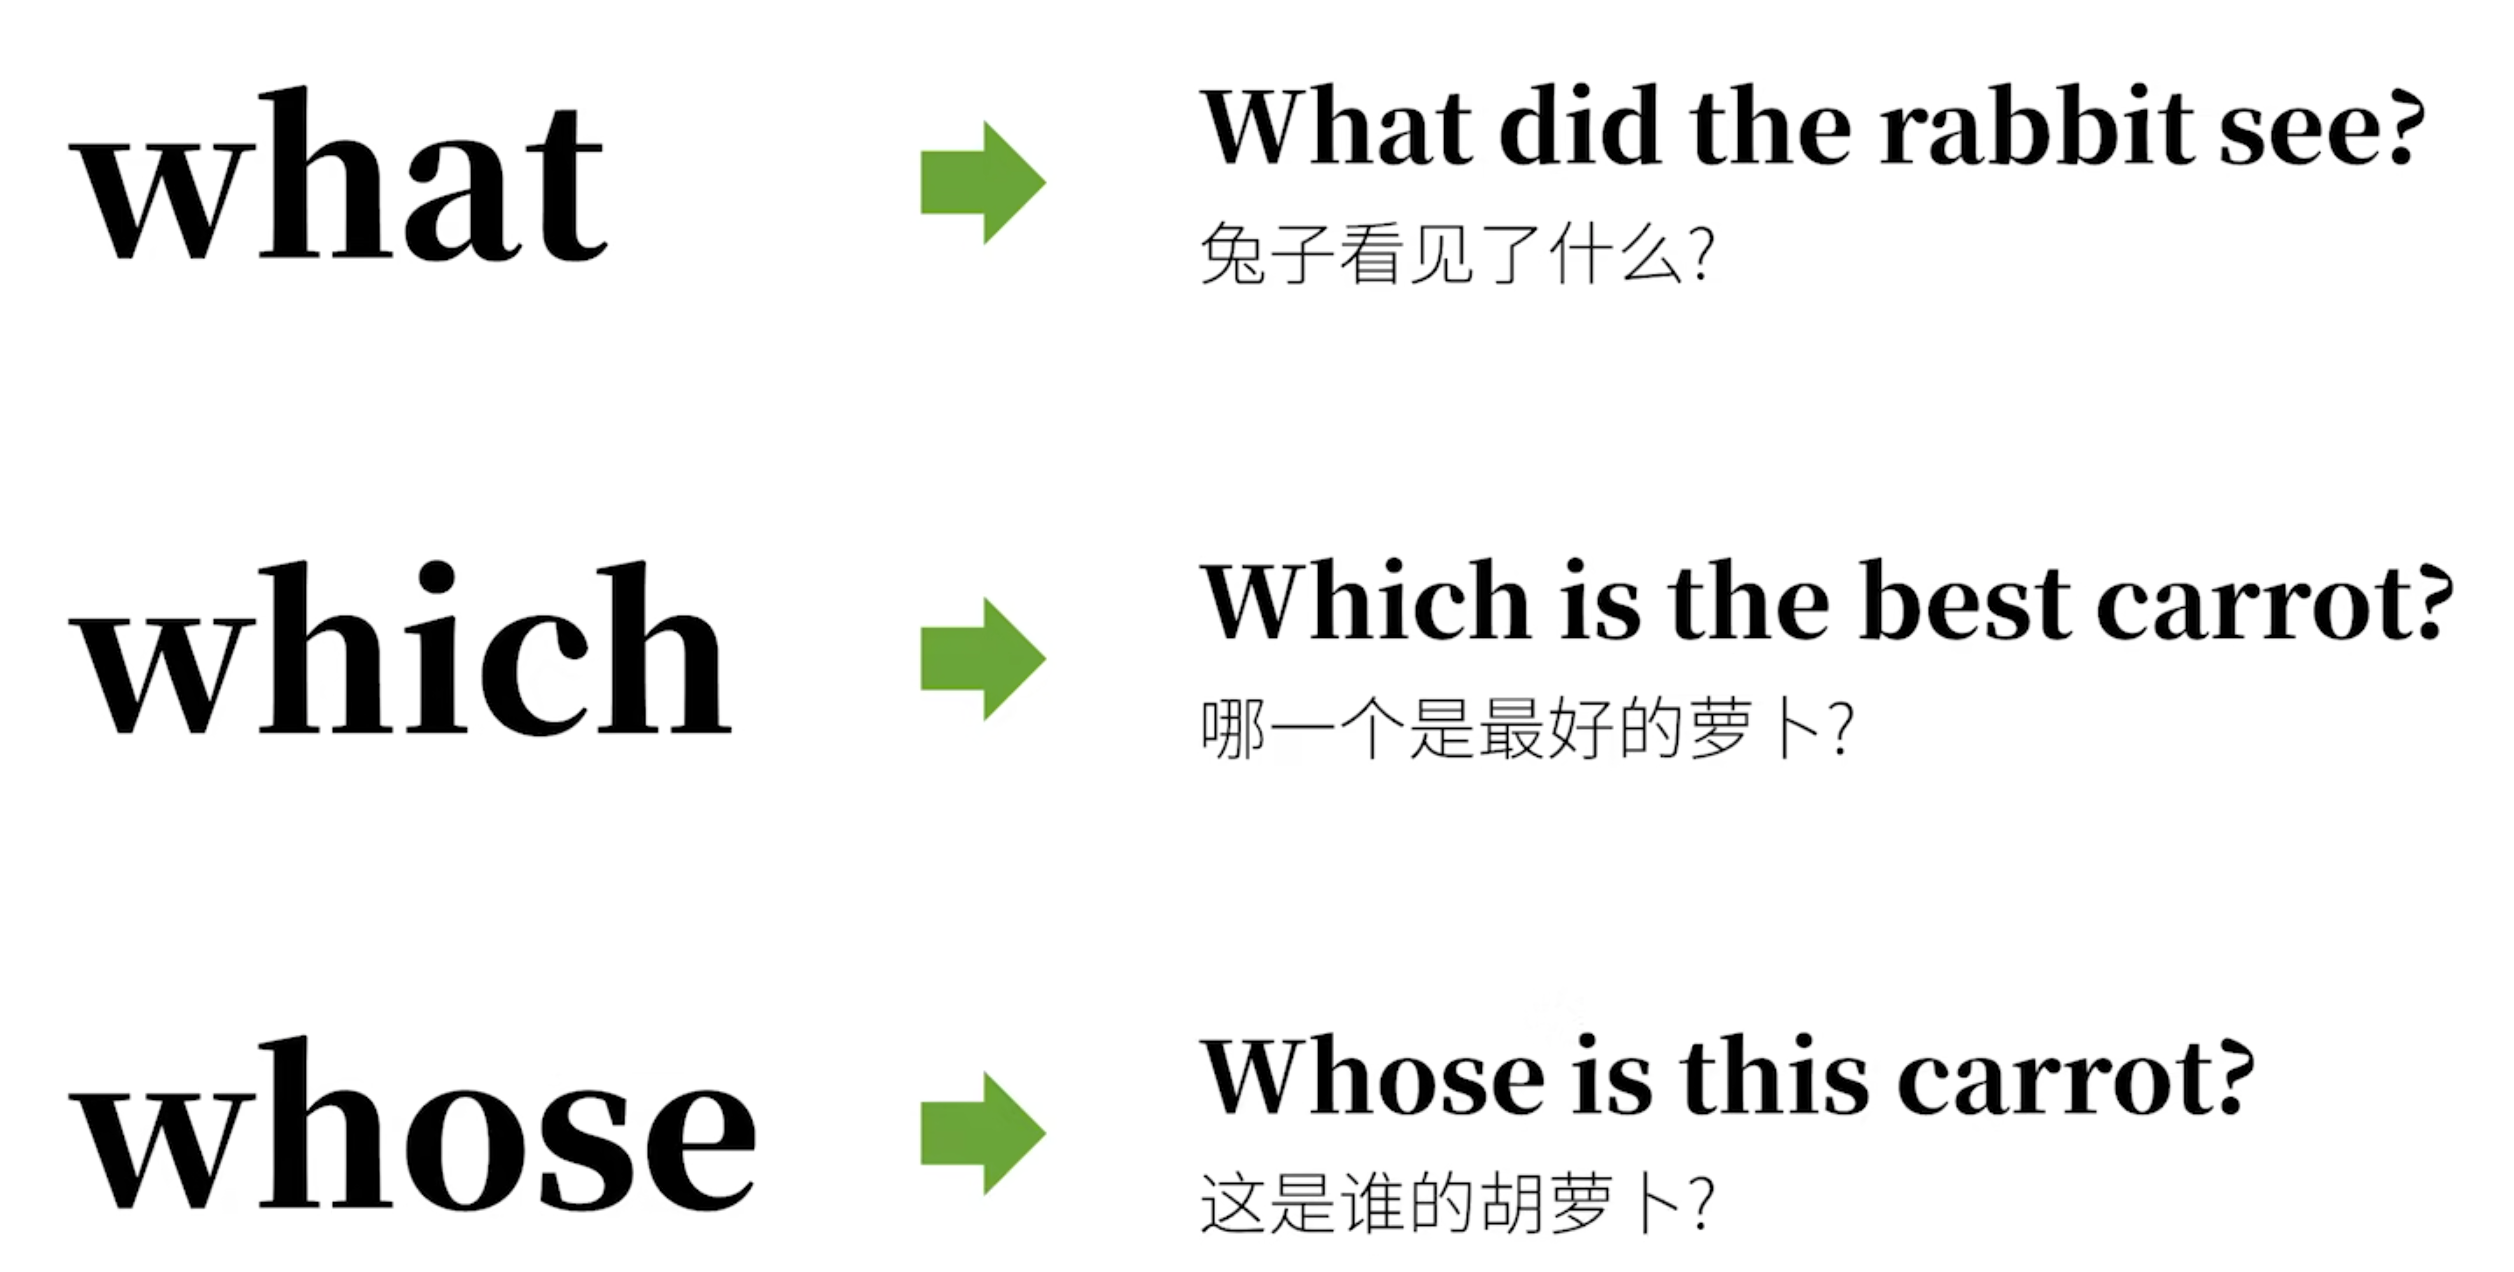 what
What did the rabbit see?
兔子看见了什么?
which
Which is the best carrot?
哪一个是最好的萝卜?
whose
Whose is this carrot?
这是谁的胡萝卜?